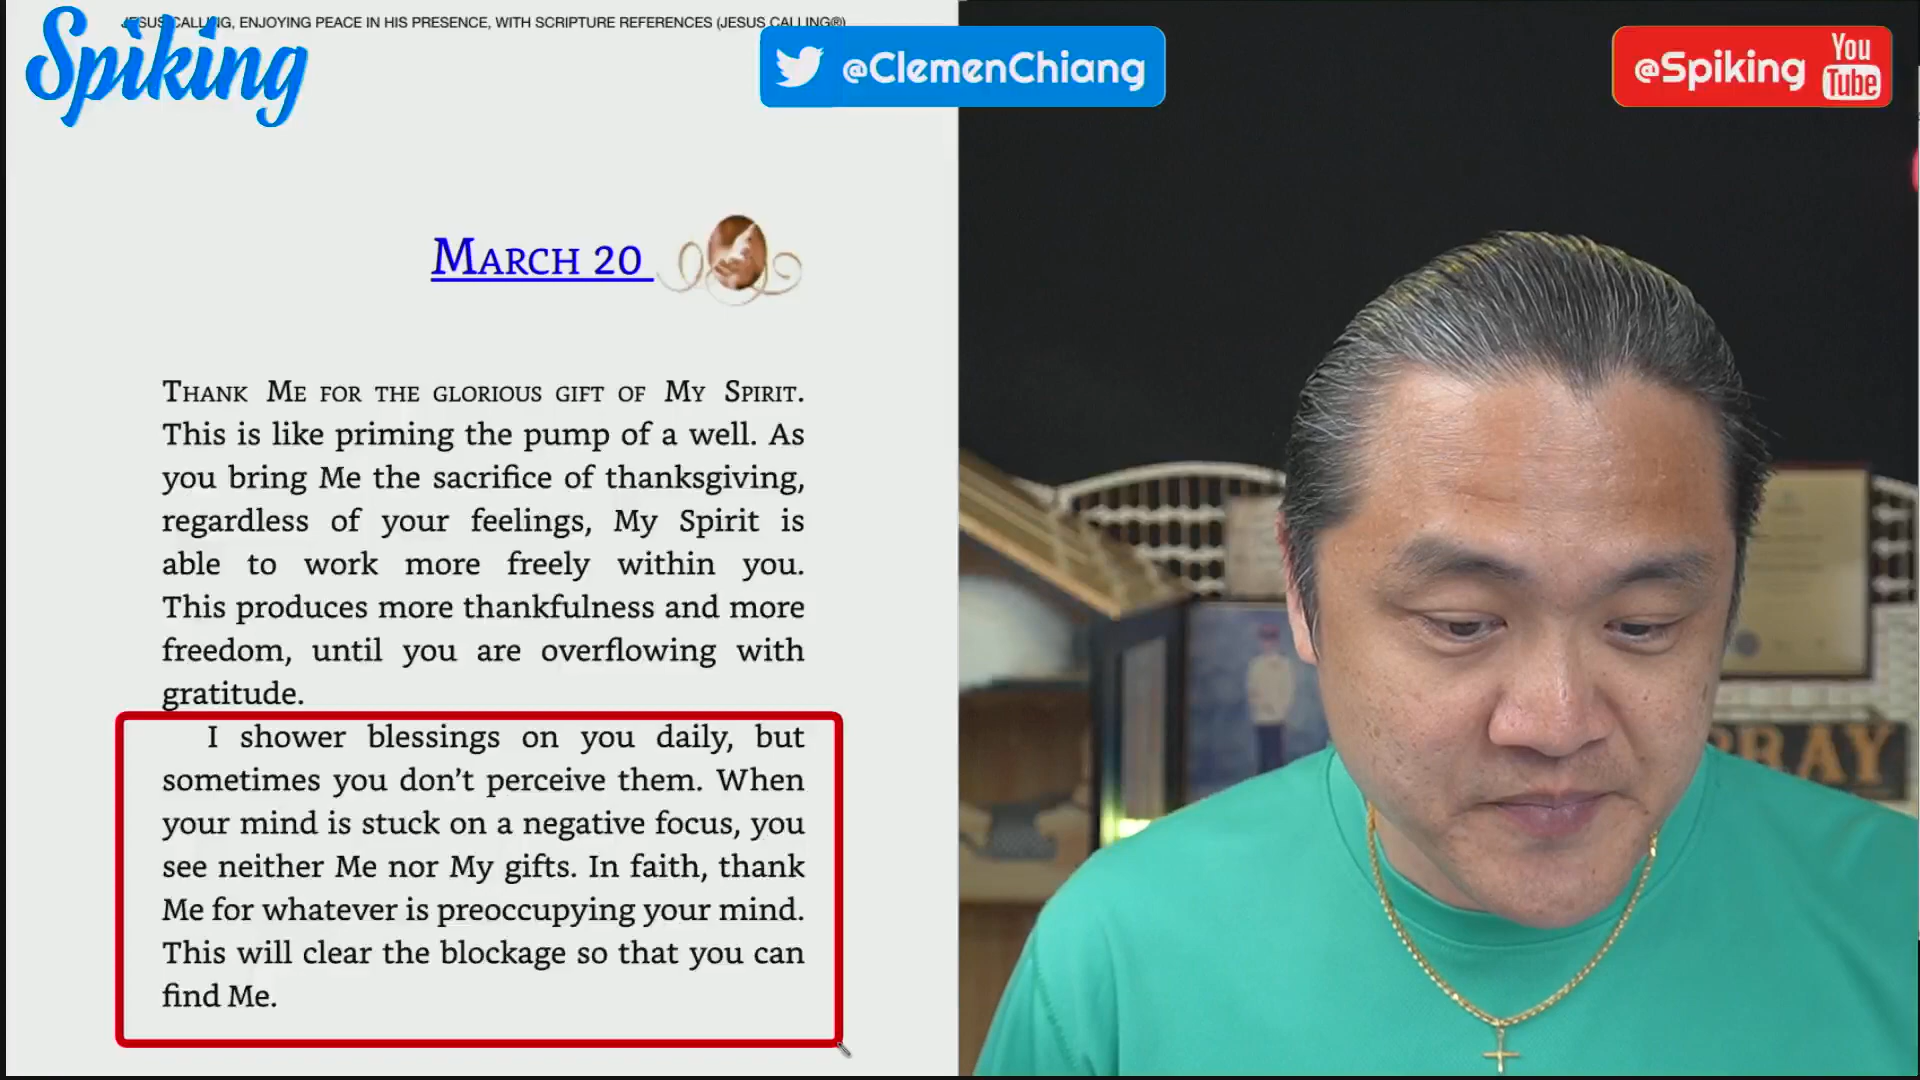 JESUS CALLING, ENJOYING PEACE IN HIS PRESENCE, WITH SCRIPTURE REFERENCES (JESUS CALLING®)
Spiking
@ClemenChiang
@Spiking
You
Tube
MARCH 20
THANK ME FOR THE GLORIOUS GIFT OF MY SPIRIT.
This is like priming the pump of a well. As
you bring Me the sacrifice of thanksgiving,
regardless of your feelings, My Spirit is
able to work more freely within you.
This produces more thankfulness and more
freedom, until you are overflowing with
gratitude.
I shower blessings on you daily, but
sometimes you don't perceive them. When
your mind is stuck on a negative focus, you
see neither Me nor My gifts. In faith, thank
Me for whatever is preoccupying your mind.
This will clear the blockage so that you can
find Me.
PRAY